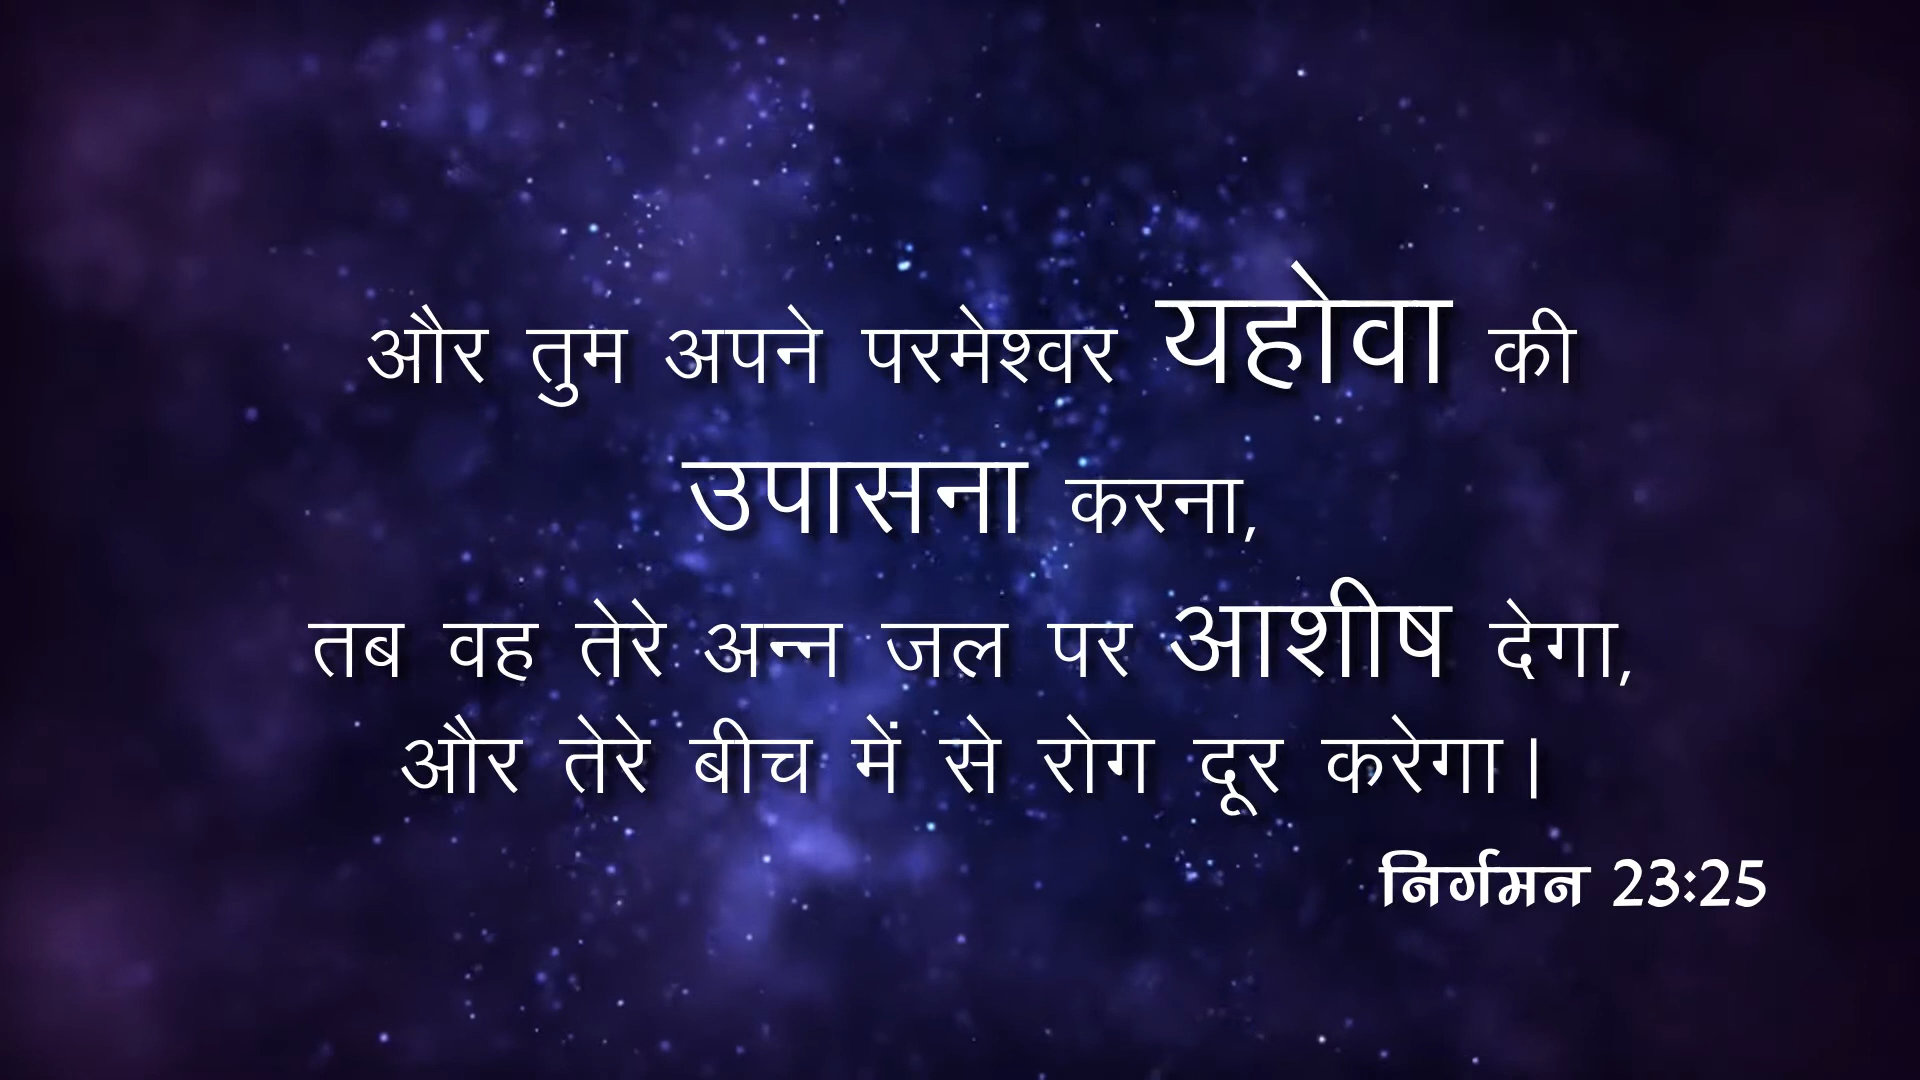 और तुम अपने परमेश्वर यहोवा की
उपासना करना,
तब वह तेरे अन्न जल पर आशीष देगा,
और तेरे बीच में से रोग दूर करेगा।
निर्गमन 23:25